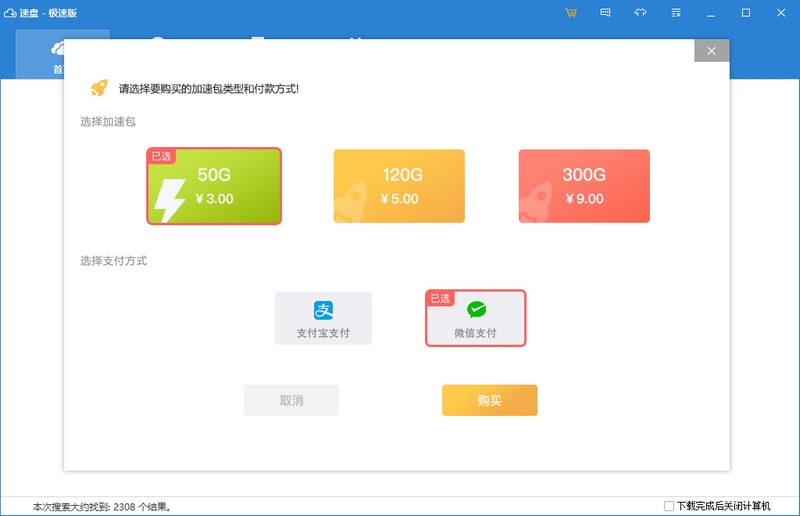 速盘 - 极速版
首
请选择要购买的加速包类型和付款方式!
选择加速包
已选
50G
¥ 3.00
120G
¥ 5.00
300G
¥ 9.00
选择支付方式
支付宝支付
已选
微信支付
取消
购买
本次搜索大约找到: 2308 个结果。
下载完成后关闭计算机